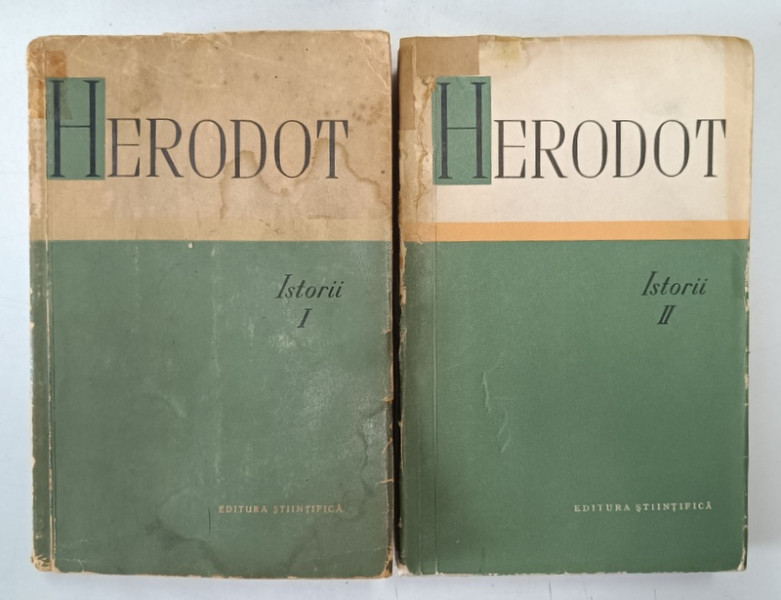 HERODOT
Istorii
I
EDITURA ŞTIINŢIFICĂ
HERODOT
Istorii
II
EDITURA ŞTIINŢIFICĂ